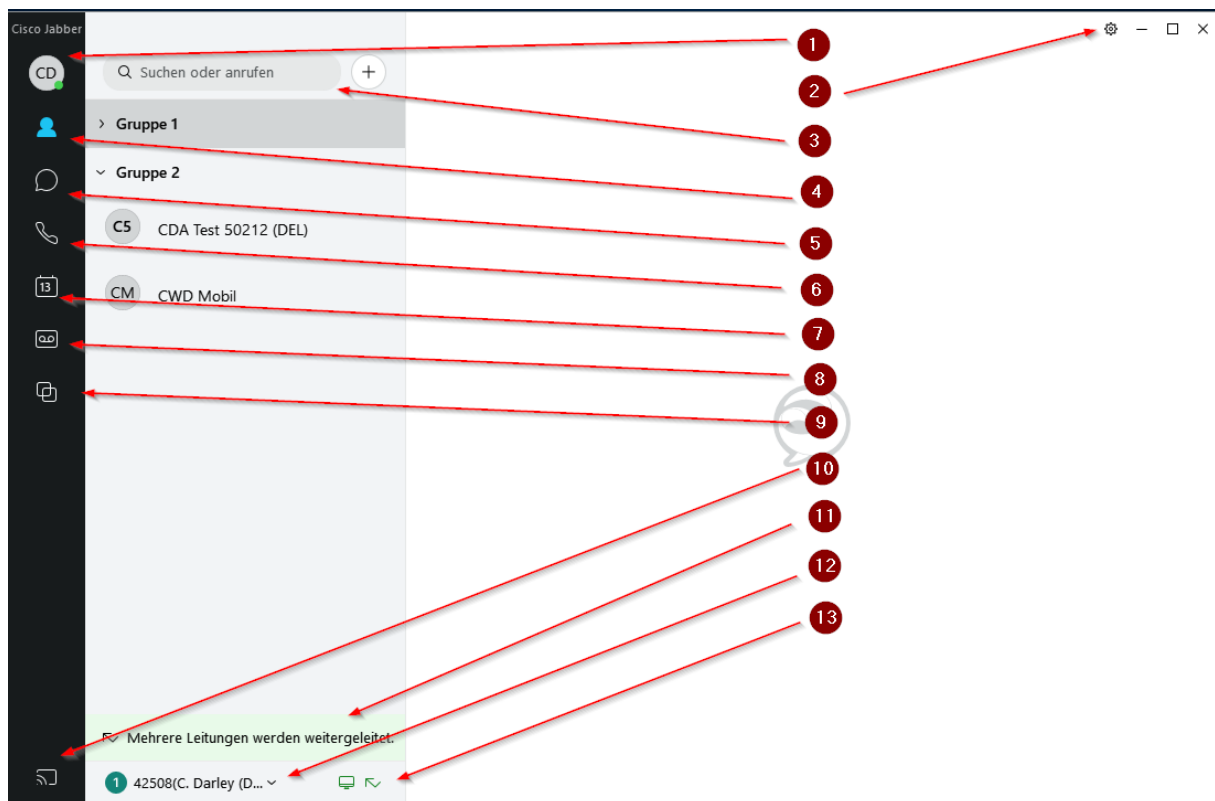 Cisco Jabber
1
CD
Suchen oder anrufen
2
Gruppe 1
3
Gruppe 2
4
C5 CDA Test 50212 (DEL)
5
13
CM CWD Mobil
6
7
8
9
10
11
12
13
Mehrere Leitungen werden weitergeleitet.
1 42508(C. Darley (D...